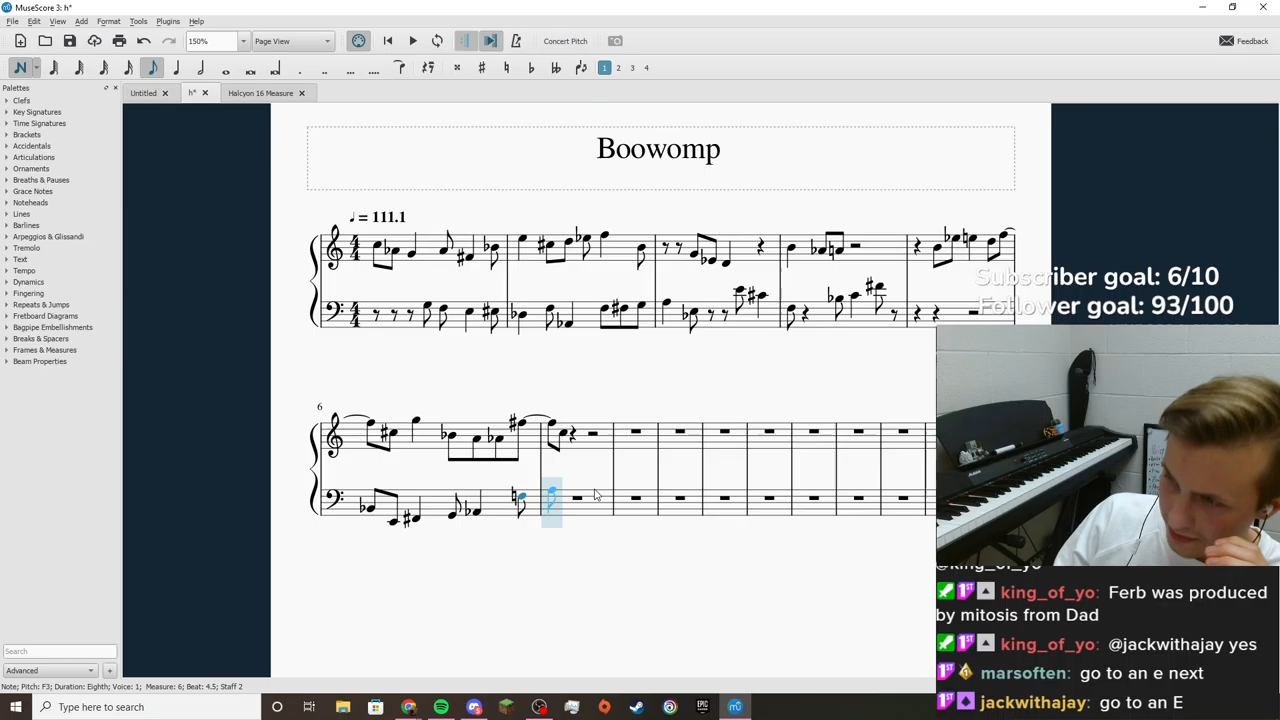 MuseScore 3: h*
File Edit View Add Format Tools Plugins Help
150% Page View Concert Pitch Feedback
1 2 3 4
Palettes
Untitled h* Halcyon 16 Measure
Clefs
Key Signatures
Time Signatures
Brackets
Accidentals
Articulations
Ornaments
Breaths & Pauses
Grace Notes
Noteheads
Lines
Barlines
Arpeggios & Glissandi
Tremolo
Text
Tempo
Dynamics
Fingering
Repeats & Jumps
Fretboard Diagrams
Bagpipe Embellishments
Breaks & Spacers
Frames & Measures
Beam Properties
Search
Advanced +
Boowomp
= 111.1
6
Subscriber goal: 6/10
Follower goal: 93/100
@king_of_yo
king_of_yo: Ferb was produced
by mitosis from Dad
king_of_yo: @jackwithajay yes
marsoften: go to an e next
jackwithajay: go to an E
Note; Pitch: F3; Duration: Eighth; Voice: 1; Measure: 6; Beat: 4.5; Staff 2
Type here to search